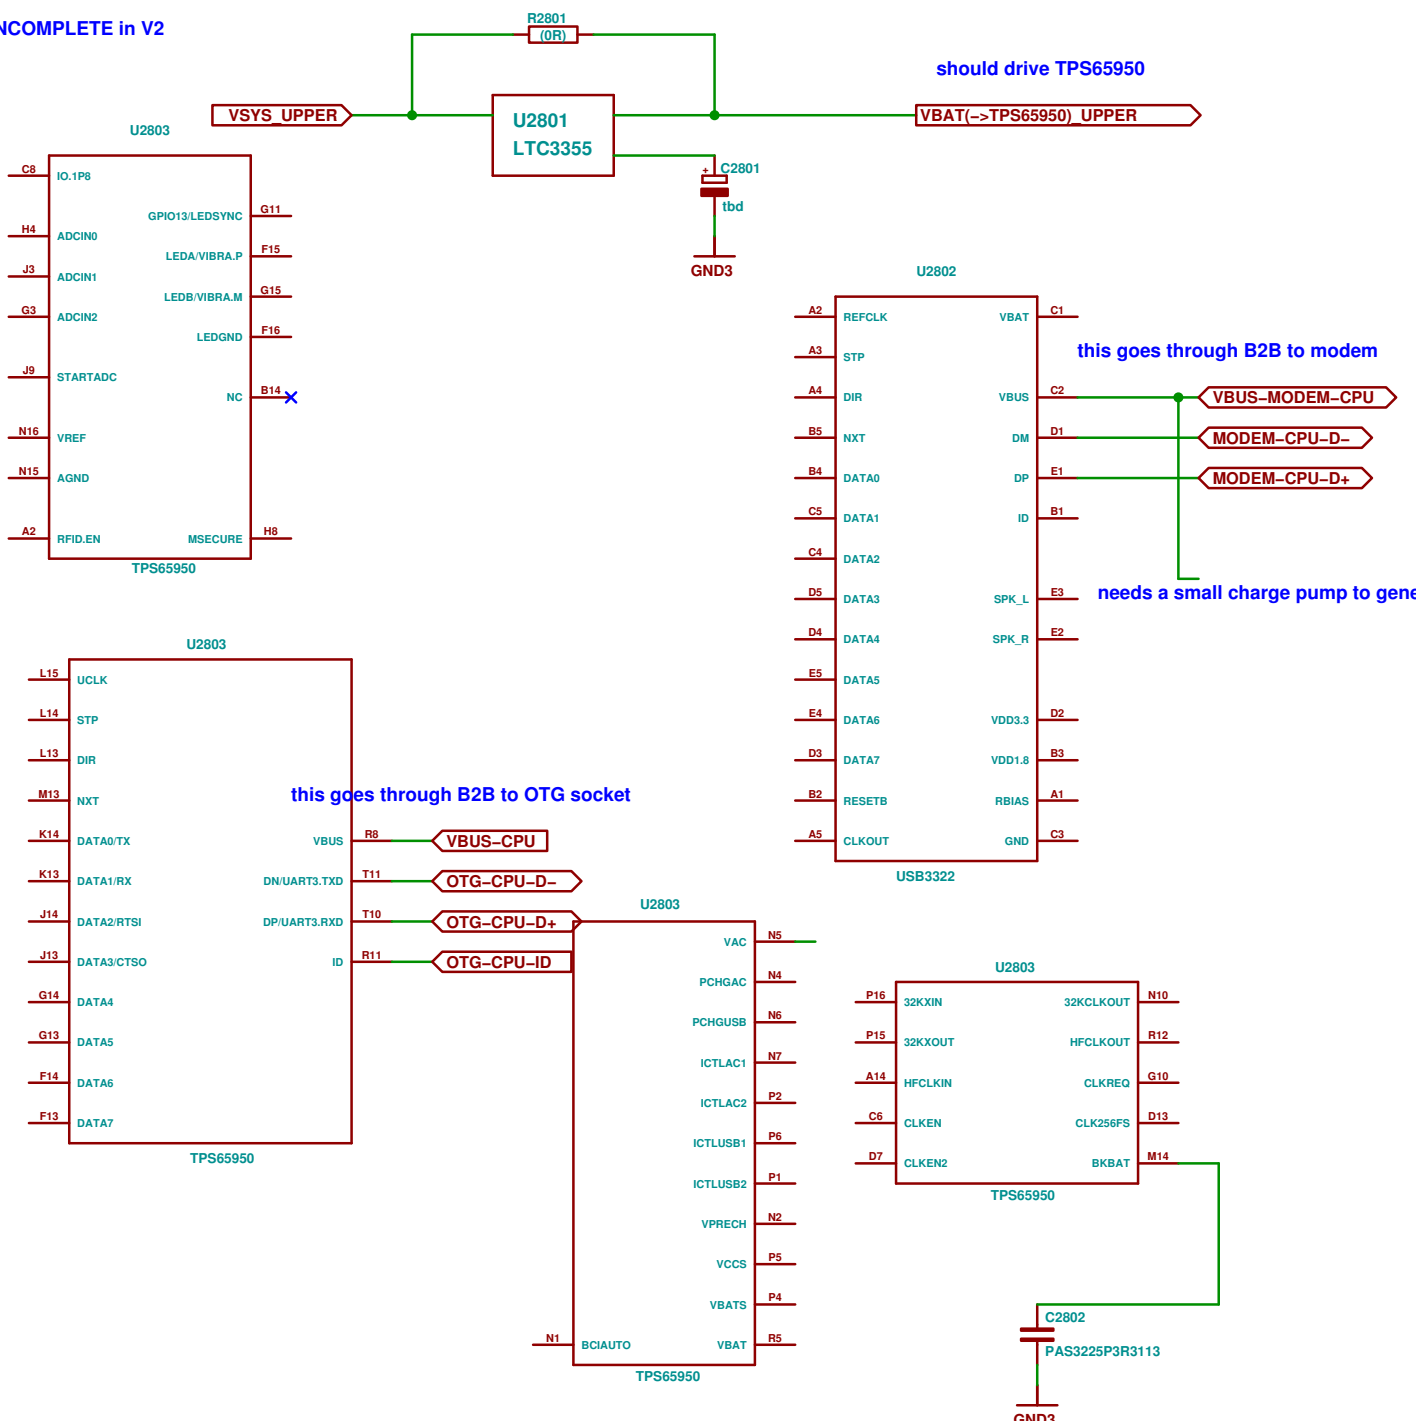 NCOMPLETE in V2
R2801
(0R)
should drive TPS65950
VSYS_UPPER
U2801
LTC3355
VBAT(−>TPS65950)_UPPER
+
C2801
tbd
GND3
U2803
C8 IO.1P8
GPIO13/LEDSYNC G11
H4 ADCIN0
LEDA/VIBRA.P F15
J3 ADCIN1
LEDB/VIBRA.M G15
G3 ADCIN2
LEDGND F16
J9 STARTADC
NC B14
N16 VREF
N15 AGND
A2 RFID.EN MSECURE H8
TPS65950
U2802
A2 REFCLK VBAT C1
A3 STP
this goes through B2B to modem
A4 DIR VBUS C2 VBUS−MODEM−CPU
B5 NXT DM D1 MODEM−CPU−D−
B4 DATA0 DP E1 MODEM−CPU−D+
C5 DATA1 ID B1
C4 DATA2
D5 DATA3 SPK_L E3
needs a small charge pump to gene
D4 DATA4 SPK_R E2
E5 DATA5
E4 DATA6 VDD3.3 D2
D3 DATA7 VDD1.8 B3
B2 RESETB RBIAS A1
A5 CLKOUT GND C3
USB3322
U2803
L15 UCLK
L14 STP
L13 DIR
this goes through B2B to OTG socket
M13 NXT
K14 DATA0/TX VBUS R8 VBUS−CPU
K13 DATA1/RX DN/UART3.TXD T11 OTG−CPU−D−
J14 DATA2/RTSI DP/UART3.RXD T10 OTG−CPU−D+
J13 DATA3/CTSO ID R11 OTG−CPU−ID
G14 DATA4
G13 DATA5
F14 DATA6
F13 DATA7
TPS65950
U2803
VAC N5
PCHGAC N4
PCHGUSB N6
ICTLAC1 N7
ICTLAC2 P2
ICTLUSB1 P6
ICTLUSB2 P1
VPRECH N2
VCCS P5
VBATS P4
N1 BCIAUTO VBAT R5
TPS65950
U2803
P16 32KXIN 32KCLKOUT N10
P15 32KXOUT HFCLKOUT R12
A14 HFCLKIN CLKREQ G10
C6 CLKEN CLK256FS D13
D7 CLKEN2 BKBAT M14
TPS65950
C2802
PAS3225P3R3113
GND3